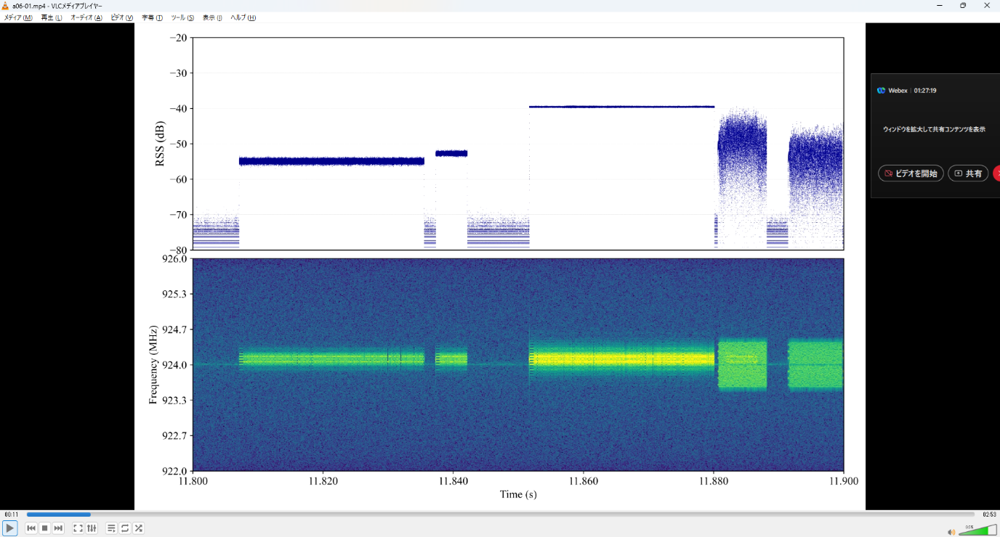 a06-01.mp4 - VLCメディアプレイヤー
メディア (M) 再生 (L) オーディオ (A) ビデオ (V) 字幕 (T) ツール (S) 表示 (I) ヘルプ (H)
−20
−30
−40
−50
−60
−70
−80
RSS (dB)
926.0
925.3
924.7
924.0
923.3
922.7
922.0
Frequency (MHz)
11.800 11.820 11.840 11.860 11.880 11.900
Time (s)
Webex | 01:27:19
ウィンドウを拡大して共有コンテンツを表示
ビデオを開始 共有
00:11 02:53